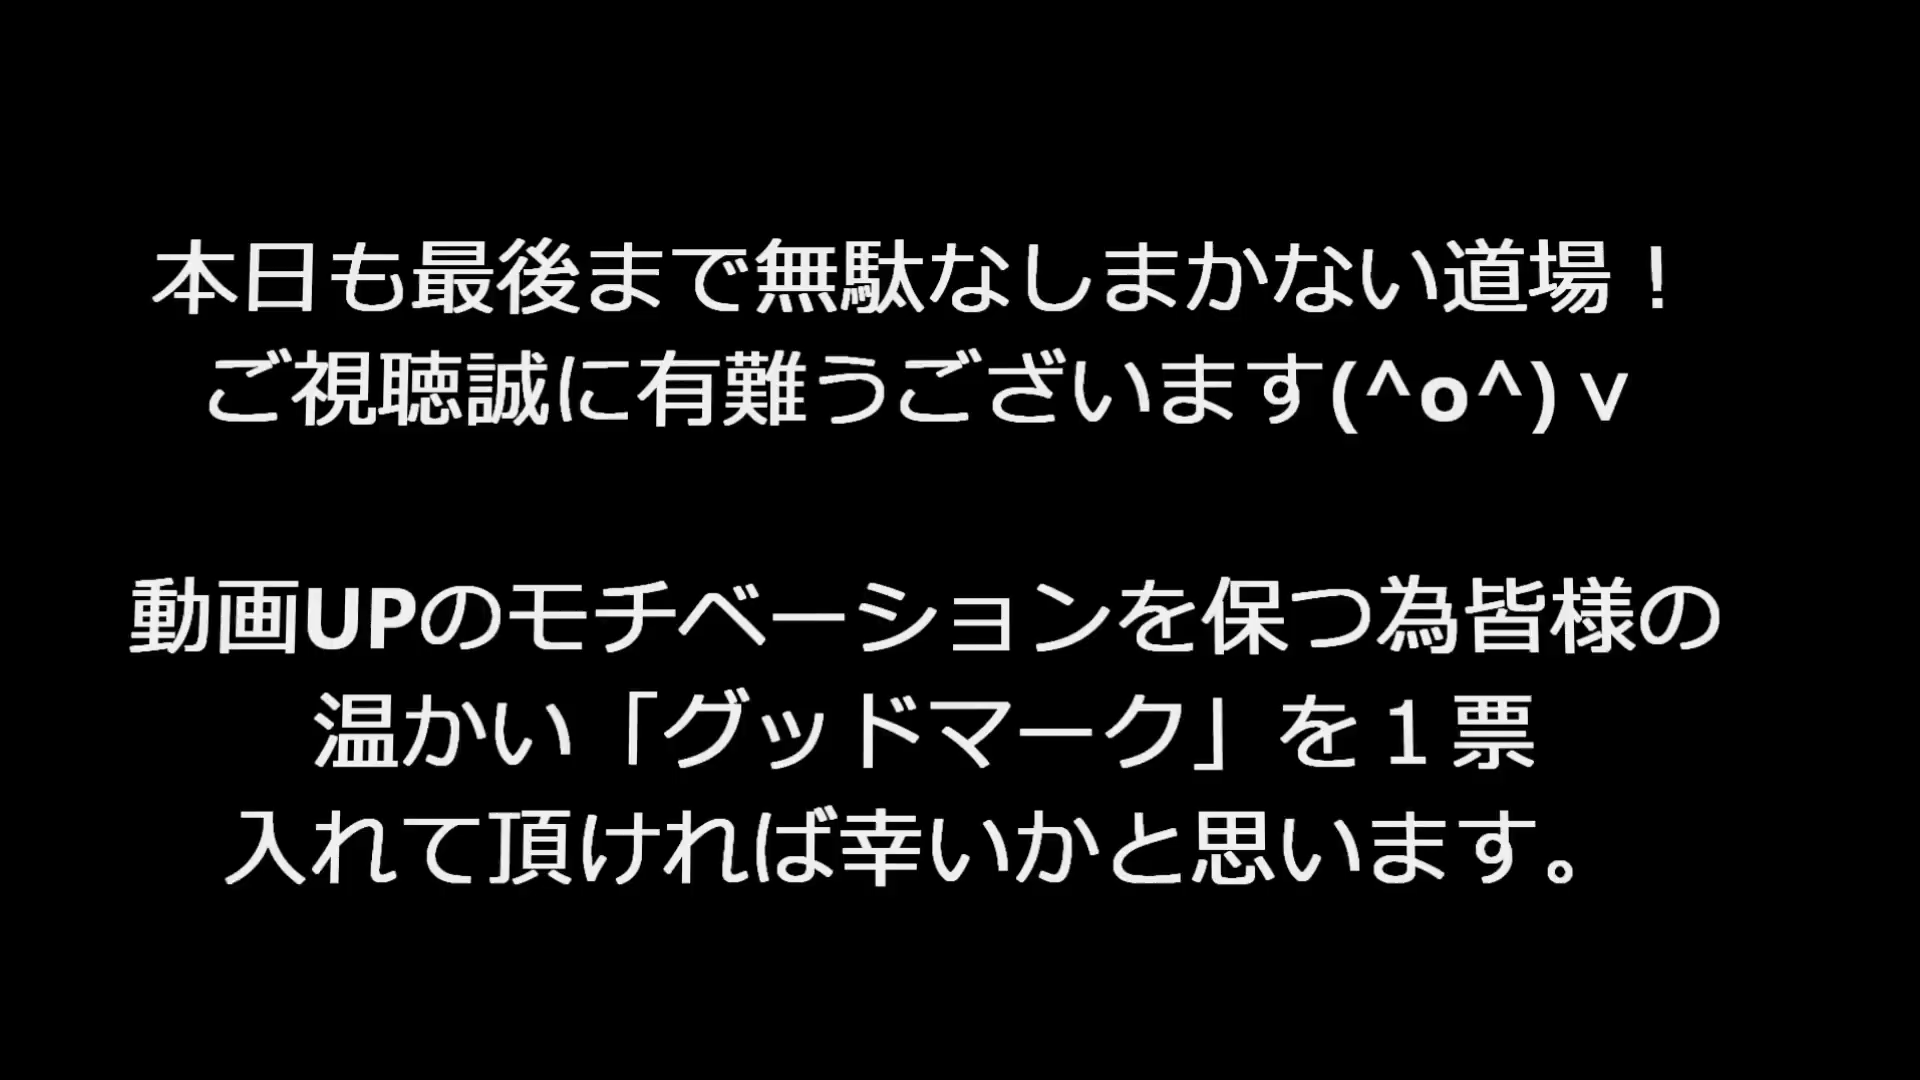 本日も最後まで無駄なしまかない道場！
ご視聴誠に有難うございます(^o^)ｖ
動画UPのモチベーションを保つ為皆様の
温かい「グッドマーク」を１票
入れて頂ければ幸いかと思います。